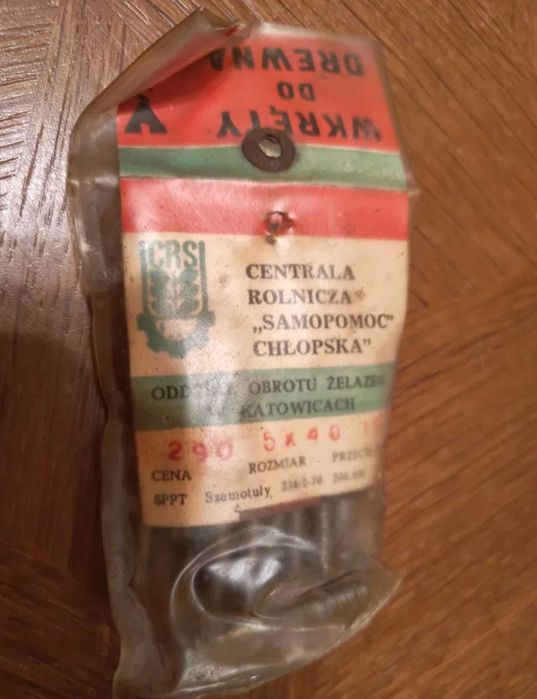 WKRĘTY
DO
DREWNA
CRS
CENTRALA
ROLNICZA
„SAMOPOMOC
CHŁOPSKA”
OBROTU ŻELAZEM
KATOWICACH
290 5x40
CENA ROZMIAR
SPPT Szamotuły